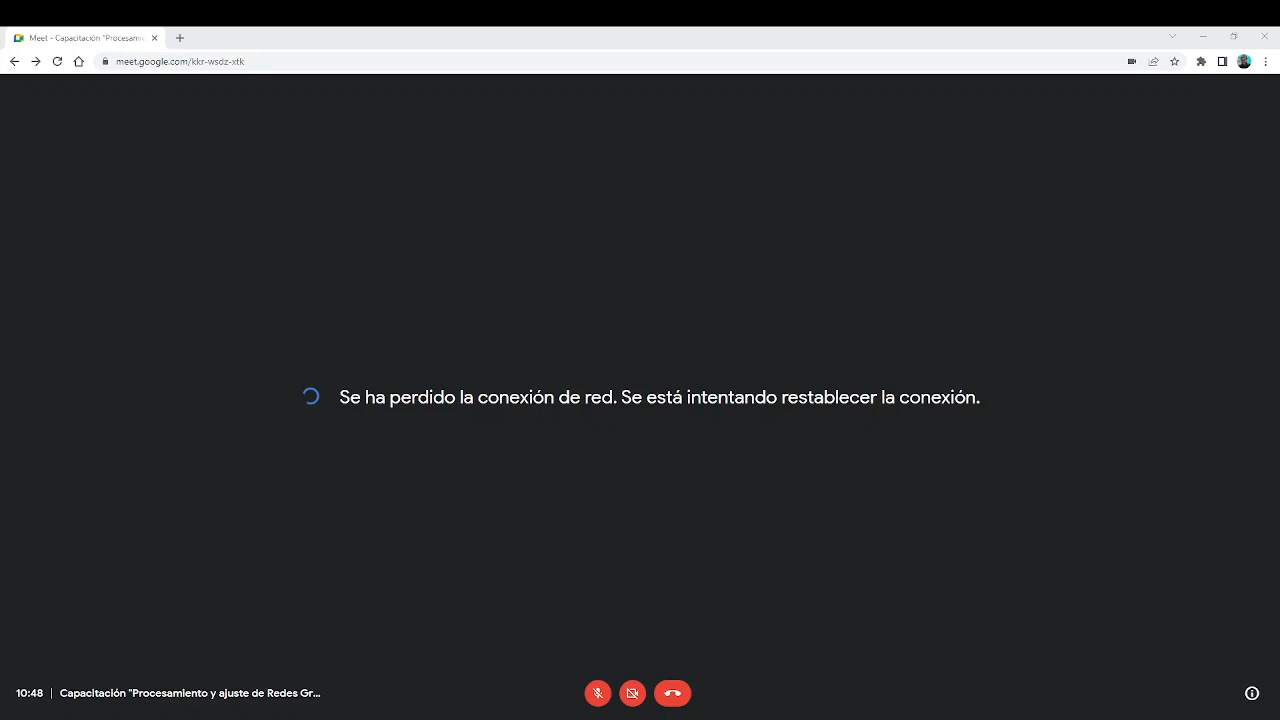 Meet - Capacitación "Procesamie
meet.google.com/kkr-wsdz-xtk
Se ha perdido la conexión de red. Se está intentando restablecer la conexión.
10:48 | Capacitación "Procesamiento y ajuste de Redes Gr...